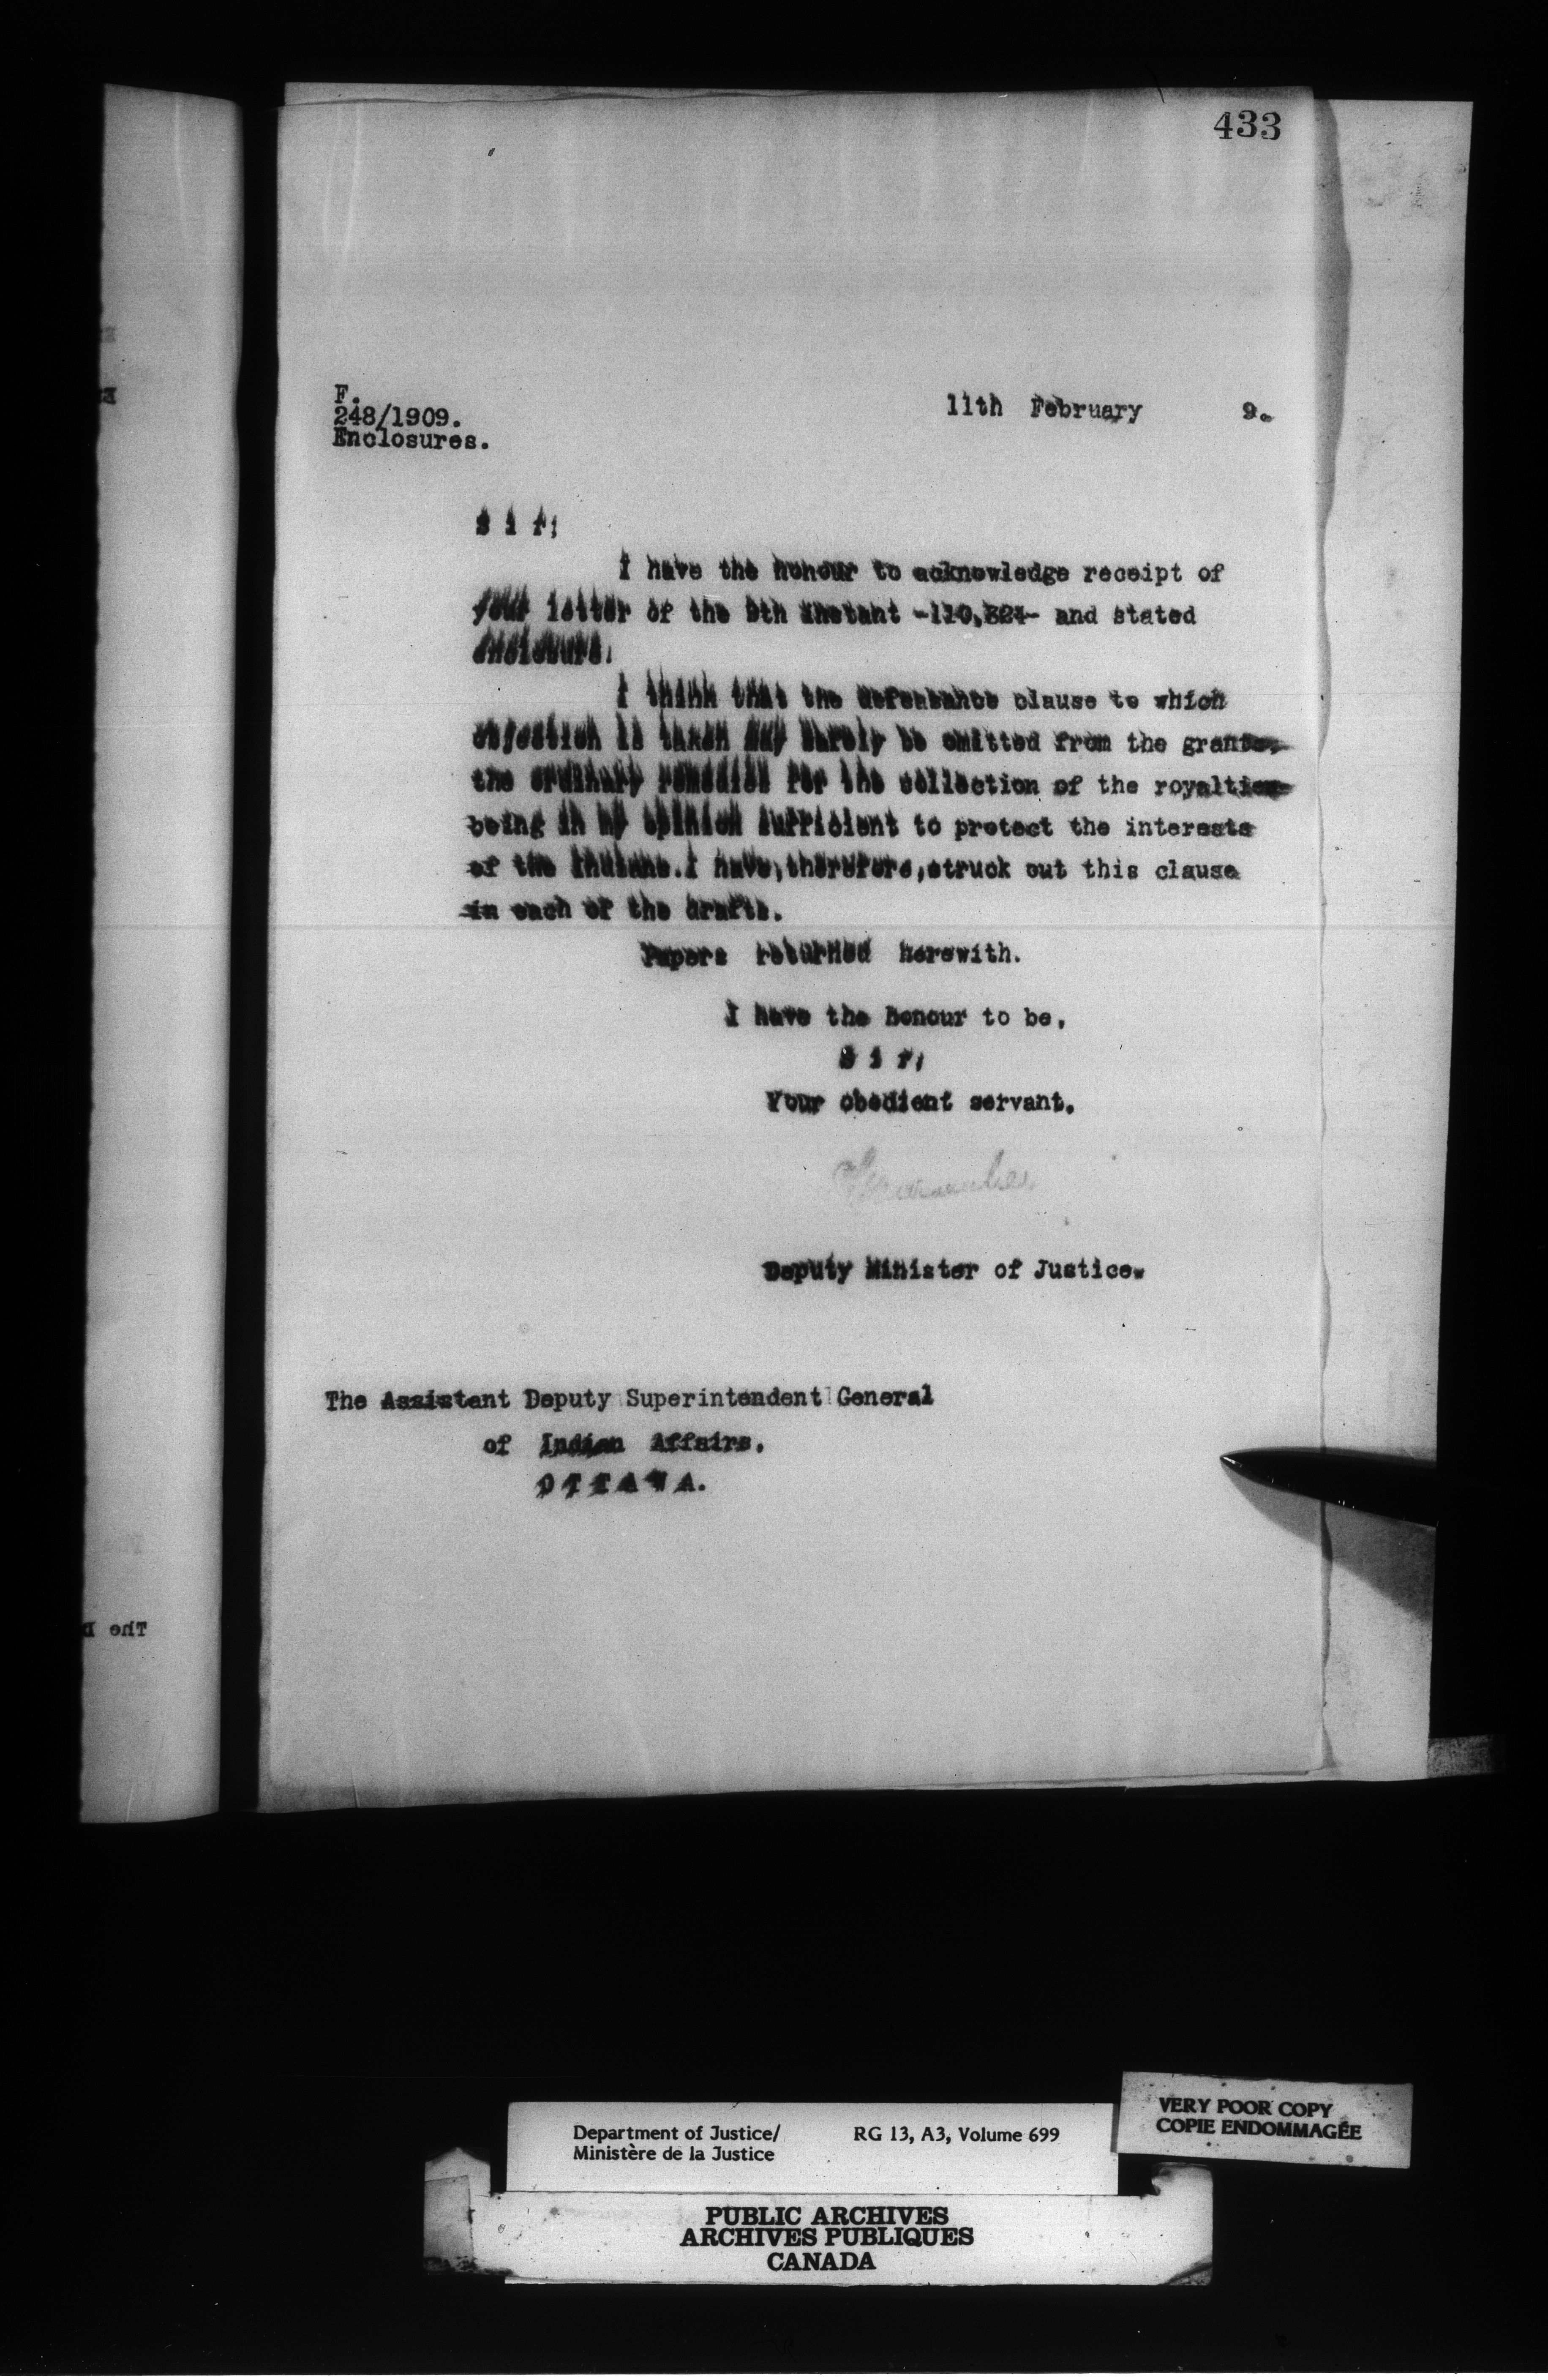 433
F.
248/1909.
Enclosures.
11th February 9.
S i r,
I have the honour to acknowledge receipt of
your letter of the 9th instant -110,324- and stated
enclosure.
I think that the defeasance clause to which
objection is taken may safely be omitted from the grants,
the ordinary remedies for the collection of the royalties
being in my opinion sufficient to protect the interests
of the Indians. I have, therefore, struck out this clause
in each of the drafts.
Papers returned herewith.
I have the honour to be,
S i r,
Your obedient servant.
Deputy Minister of Justice.
The Assistant Deputy Superintendent General
of Indian Affairs.
O T T A W A.
The D
Department of Justice/
Ministère de la Justice
RG 13, A3, Volume 699
VERY POOR COPY
COPIE ENDOMMAGÉE
PUBLIC ARCHIVES
ARCHIVES PUBLIQUES
CANADA